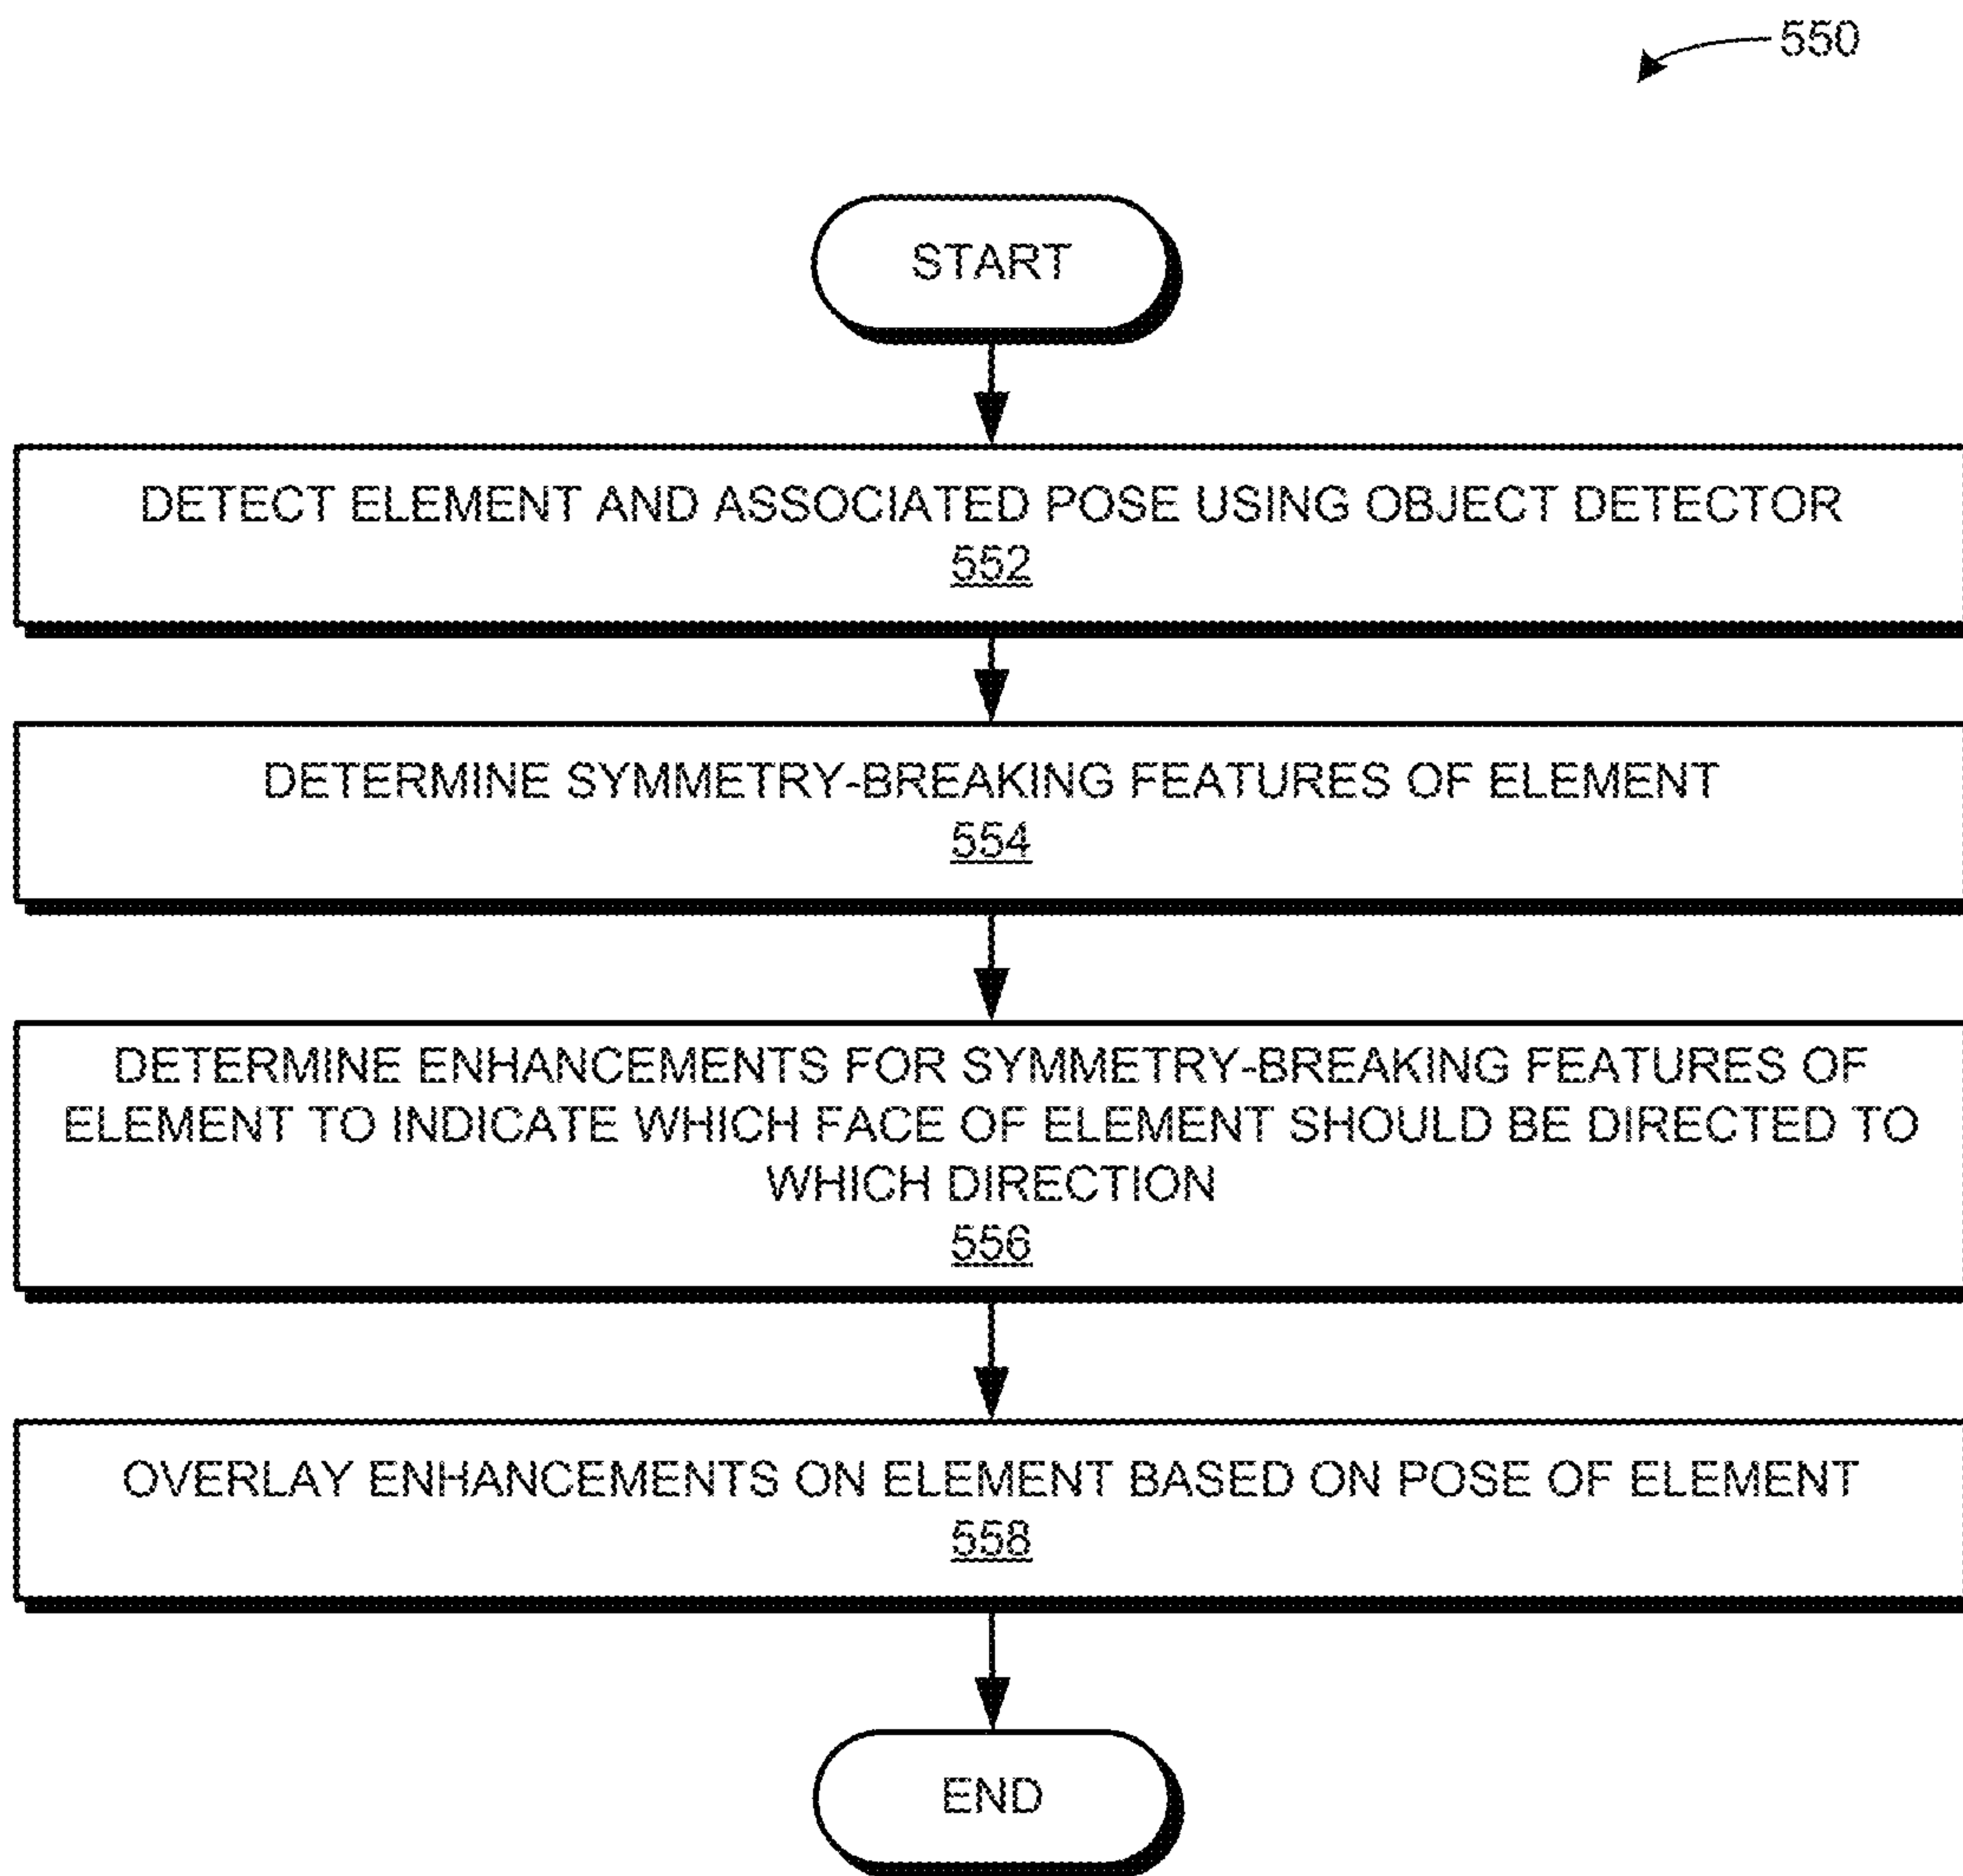 550
START
DETECT ELEMENT AND ASSOCIATED POSE USING OBJECT DETECTOR
552
DETERMINE SYMMETRY-BREAKING FEATURES OF ELEMENT
554
DETERMINE ENHANCEMENTS FOR SYMMETRY-BREAKING FEATURES OF
ELEMENT TO INDICATE WHICH FACE OF ELEMENT SHOULD BE DIRECTED TO
WHICH DIRECTION
556
OVERLAY ENHANCEMENTS ON ELEMENT BASED ON POSE OF ELEMENT
558
END